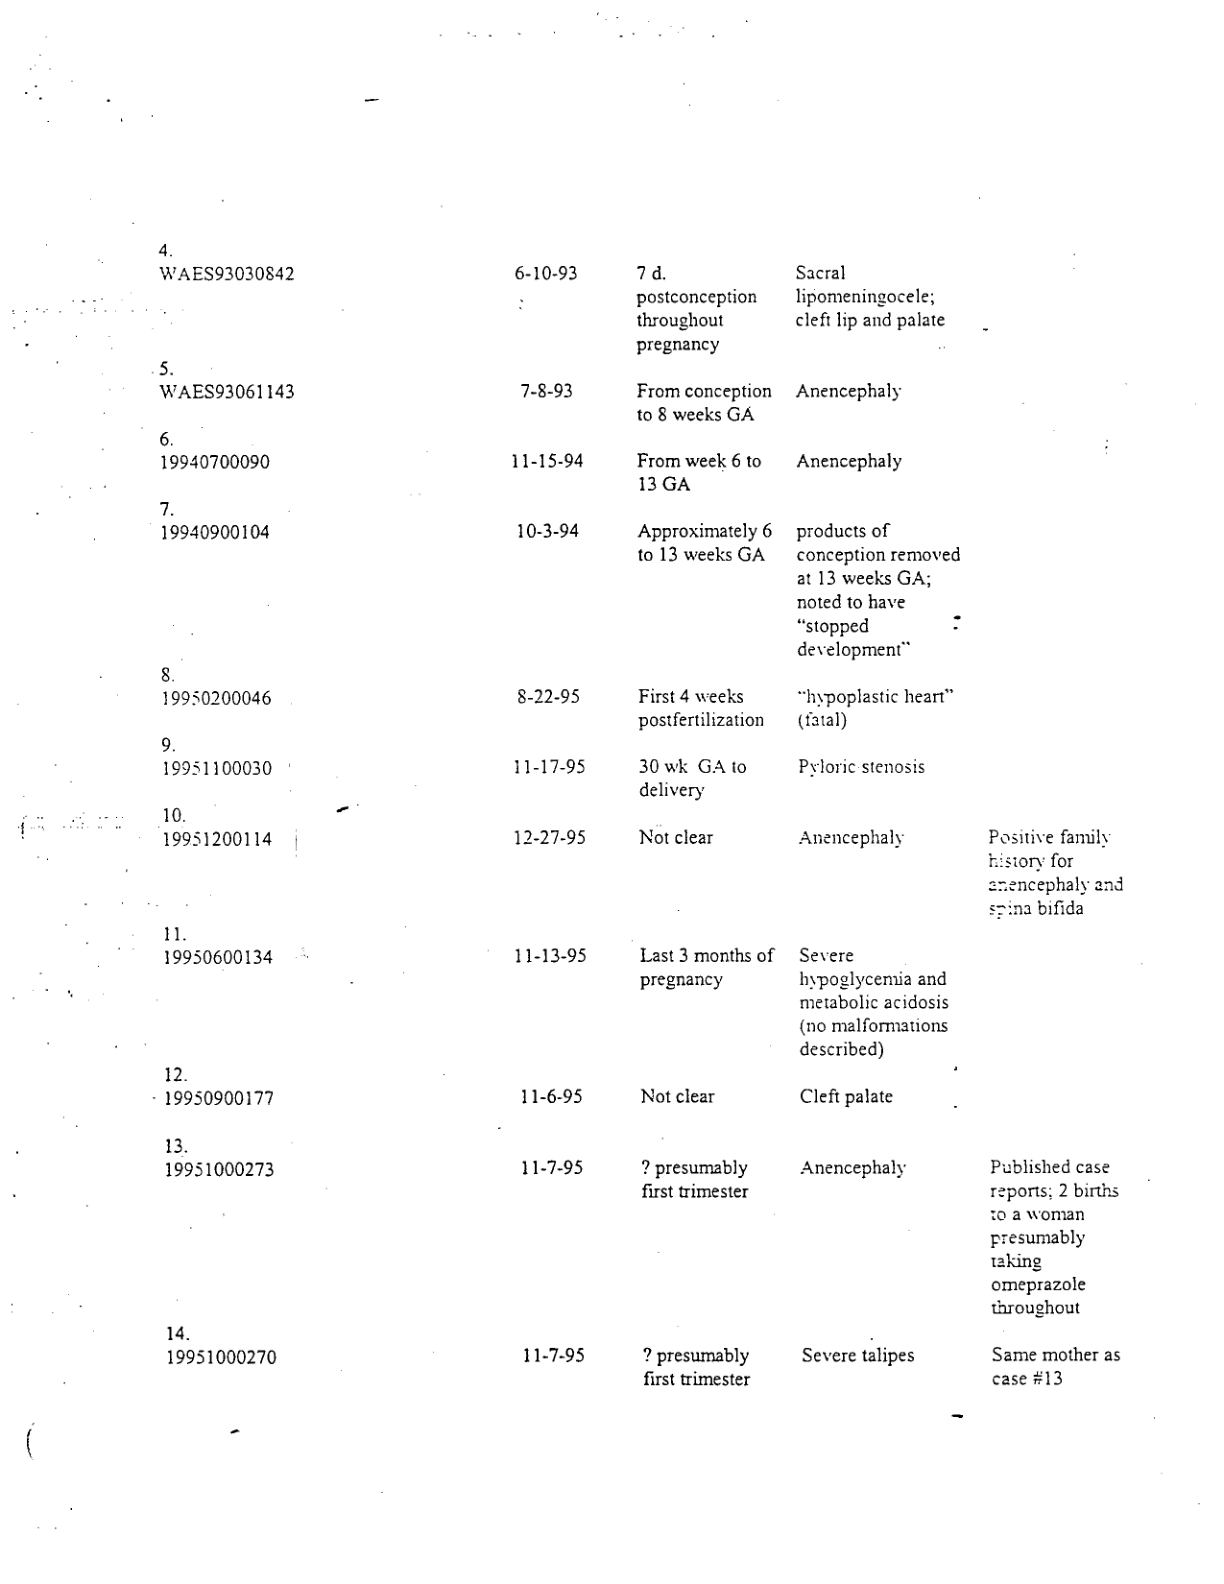 4.
WAES93030842 6-10-93 7 d. Sacral
postconception lipomeningocele;
throughout cleft lip and palate
pregnancy
5.
WAES93061143 7-8-93 From conception Anencephaly
to 8 weeks GA
6.
19940700090 11-15-94 From week 6 to Anencephaly
13 GA
7.
19940900104 10-3-94 Approximately 6 products of
to 13 weeks GA conception removed
at 13 weeks GA;
noted to have
“stopped
development”
8.
19950200046 8-22-95 First 4 weeks “hypoplastic heart”
postfertilization (fatal)
9.
19951100030 11-17-95 30 wk GA to Pyloric stenosis
delivery
10.
19951200114 12-27-95 Not clear Anencephaly Positive family
history for
anencephaly and
spina bifida
11.
19950600134 11-13-95 Last 3 months of Severe
pregnancy hypoglycemia and
metabolic acidosis
(no malformations
described)
12.
19950900177 11-6-95 Not clear Cleft palate
13.
19951000273 11-7-95 ? presumably Anencephaly Published case
first trimester reports; 2 births
to a woman
presumably
taking
omeprazole
throughout
14.
19951000270 11-7-95 ? presumably Severe talipes Same mother as
first trimester case #13